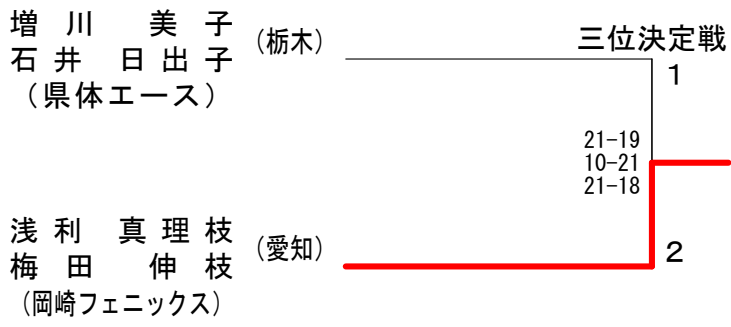 増川 美子
石井 日出子
(栃木)
(県体エース)
三位決定戦
1
21-19
10-21
21-18
浅利 真理枝
梅田 伸枝
(愛知)
(岡崎フェニックス)
2